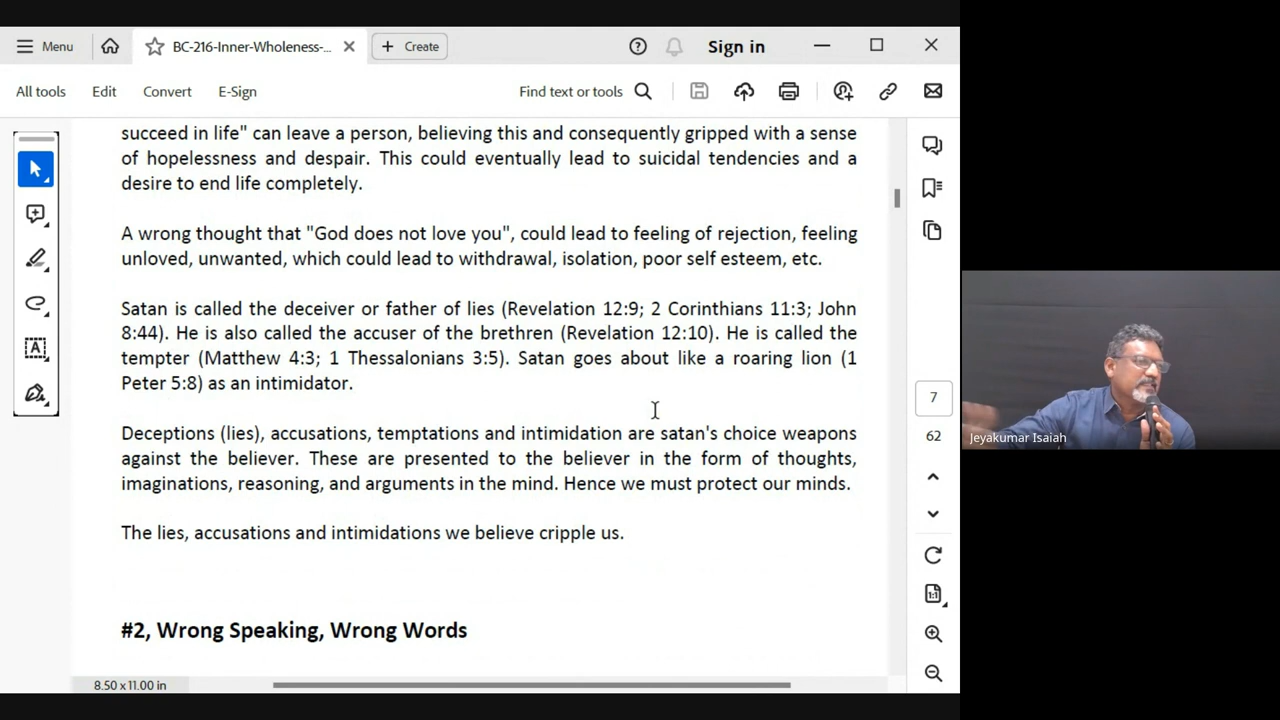 Menu
BC-216-Inner-Wholeness-...
Create
Sign in
All tools
Edit
Convert
E-Sign
Find text or tools
succeed in life" can leave a person, believing this and consequently gripped with a sense
of hopelessness and despair. This could eventually lead to suicidal tendencies and a
desire to end life completely.
A wrong thought that "God does not love you", could lead to feeling of rejection, feeling
unloved, unwanted, which could lead to withdrawal, isolation, poor self esteem, etc.
Satan is called the deceiver or father of lies (Revelation 12:9; 2 Corinthians 11:3; John
8:44). He is also called the accuser of the brethren (Revelation 12:10). He is called the
tempter (Matthew 4:3; 1 Thessalonians 3:5). Satan goes about like a roaring lion (1
Peter 5:8) as an intimidator.
Deceptions (lies), accusations, temptations and intimidation are satan's choice weapons
against the believer. These are presented to the believer in the form of thoughts,
imaginations, reasoning, and arguments in the mind. Hence we must protect our minds.
The lies, accusations and intimidations we believe cripple us.
#2, Wrong Speaking, Wrong Words
8.50 x 11.00 in
7
62
1:1
Jeyakumar Isaiah